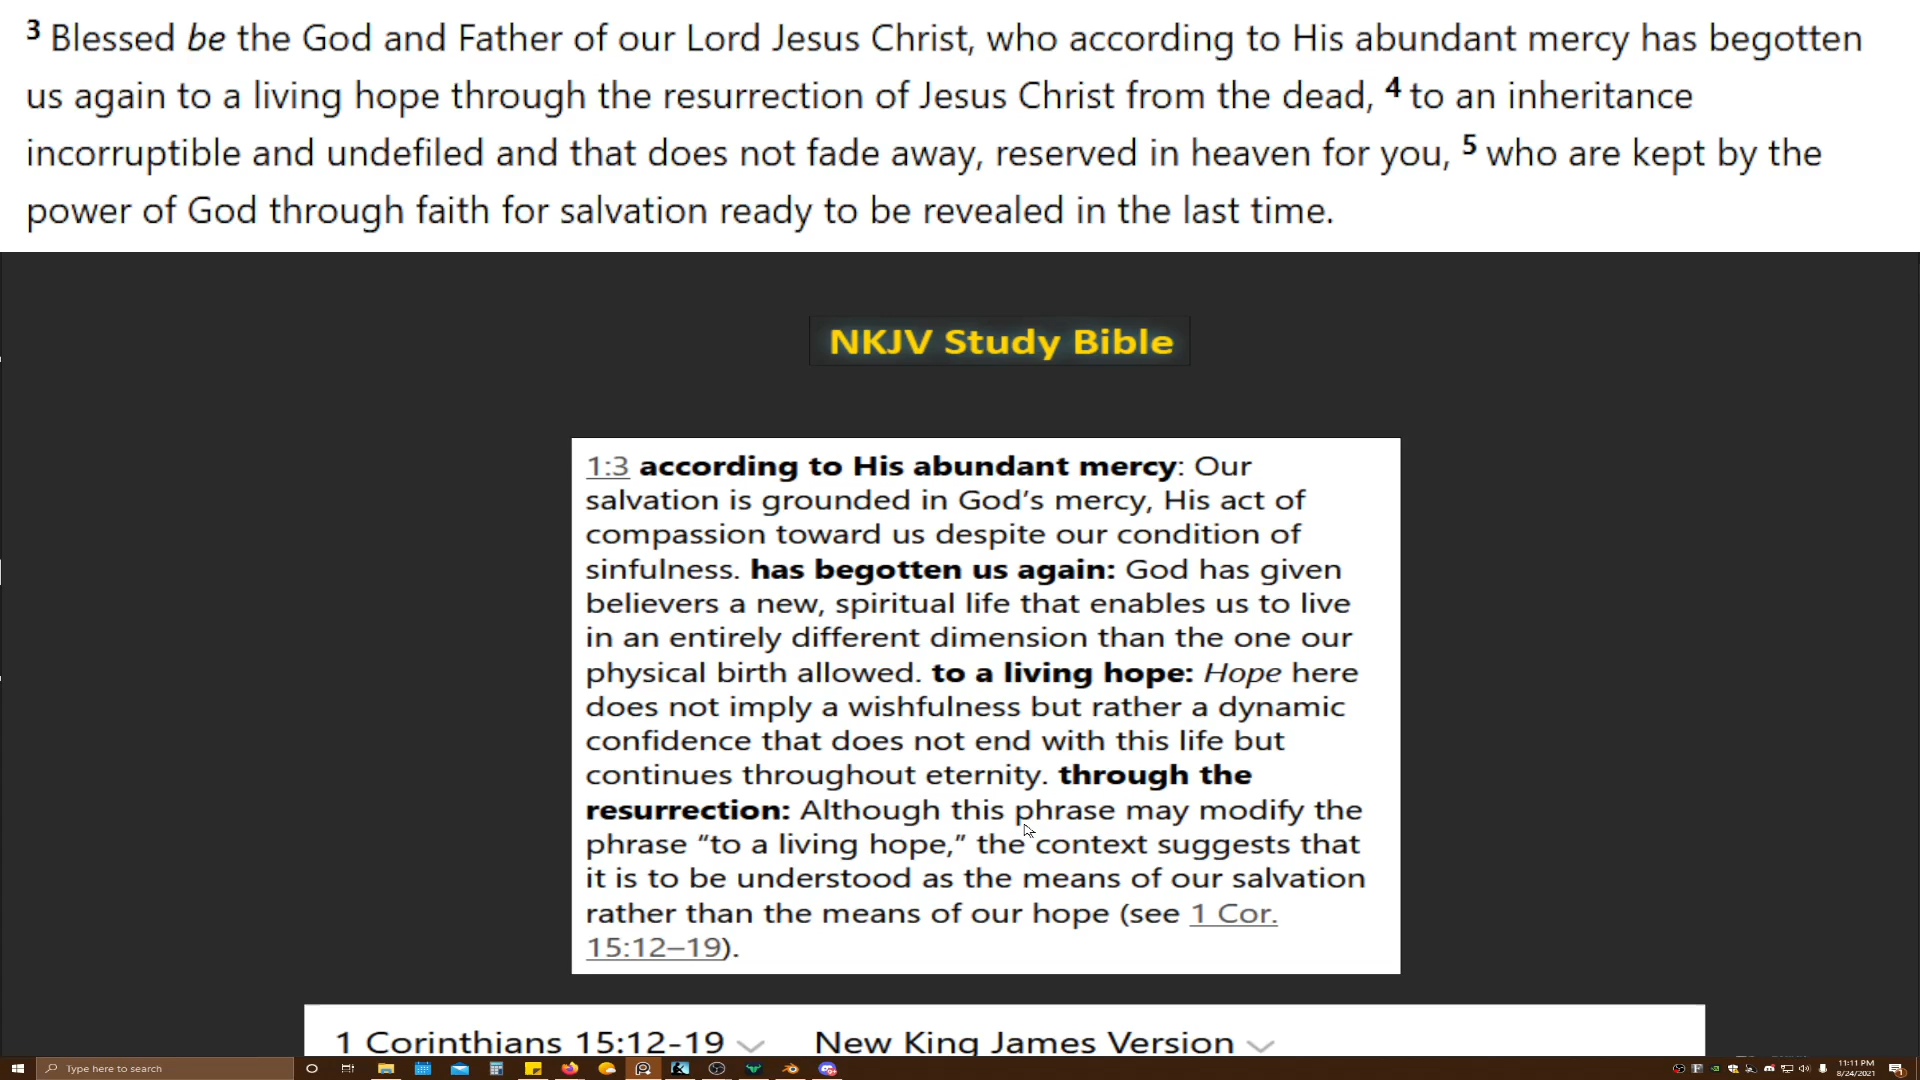 3 Blessed be the God and Father of our Lord Jesus Christ, who according to His abundant mercy has begotten
us again to a living hope through the resurrection of Jesus Christ from the dead, 4 to an inheritance
incorruptible and undefiled and that does not fade away, reserved in heaven for you, 5 who are kept by the
power of God through faith for salvation ready to be revealed in the last time.
NKJV Study Bible
1:3 according to His abundant mercy: Our
salvation is grounded in God’s mercy, His act of
compassion toward us despite our condition of
sinfulness. has begotten us again: God has given
believers a new, spiritual life that enables us to live
in an entirely different dimension than the one our
physical birth allowed. to a living hope: Hope here
does not imply a wishfulness but rather a dynamic
confidence that does not end with this life but
continues throughout eternity. through the
resurrection: Although this phrase may modify the
phrase “to a living hope,” the context suggests that
it is to be understood as the means of our salvation
rather than the means of our hope (see 1 Cor.
15:12–19).
1 Corinthians 15:12-19 New King James Version
Type here to search
11:11 PM
8/24/2021